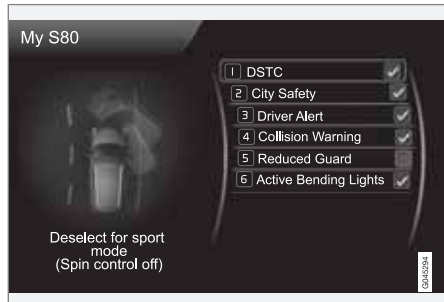 My S80
1 DSTC
2 City Safety
3 Driver Alert
4 Collision Warning
5 Reduced Guard
6 Active Bending Lights
Deselect for sport
mode
(Spin control off)
G045294